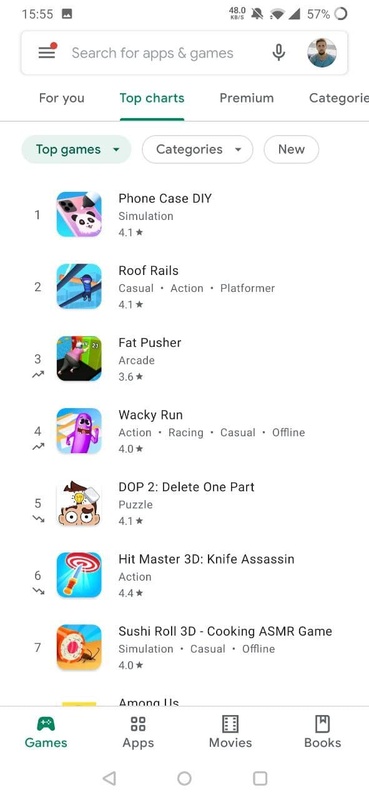 15:55 48.0 KB/S 57%
Search for apps & games
For you Top charts Premium Categorie
Top games Categories New
1 Phone Case DIY
Simulation
4.1 ★
2 Roof Rails
Casual • Action • Platformer
4.1 ★
3 Fat Pusher
Arcade
3.6 ★
4 Wacky Run
Action • Racing • Casual • Offline
4.0 ★
5 DOP 2: Delete One Part
Puzzle
4.1 ★
6 Hit Master 3D: Knife Assassin
Action
4.4 ★
7 Sushi Roll 3D - Cooking ASMR Game
Simulation • Casual • Offline
4.0 ★
Among Us
Games Apps Movies Books